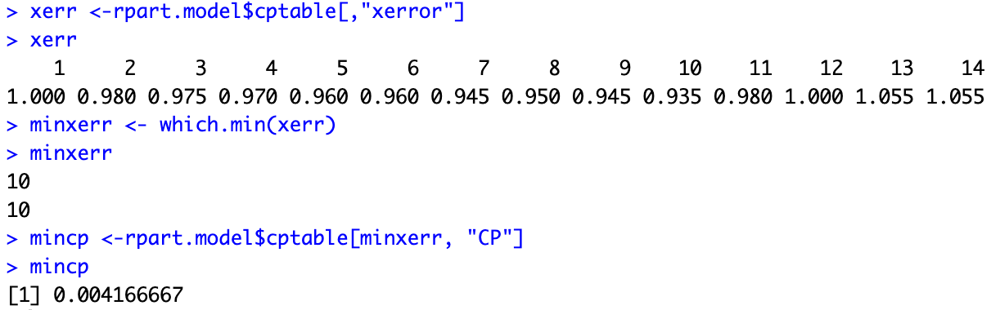 > xerr <-rpart.model$cptable[,"xerror"]
> xerr
1 2 3 4 5 6 7 8 9 10 11 12 13 14
1.000 0.980 0.975 0.970 0.960 0.960 0.945 0.950 0.945 0.935 0.980 1.000 1.055 1.055
> minxerr <- which.min(xerr)
> minxerr
10
10
> mincp <-rpart.model$cptable[minxerr, "CP"]
> mincp
[1] 0.004166667